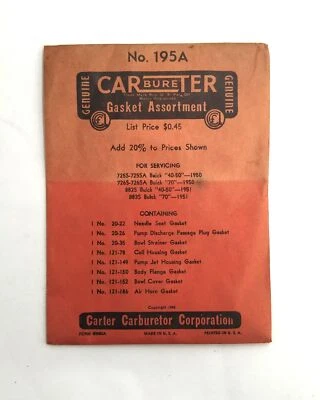 No. 195A
GENUINE
CARBURETER
GENUINE
Gasket Assortment
List Price $0.45
Add 20% to Prices Shown
FOR SERVICING
725S-725SA Buick "40-50"—1950
726S-726SA Buick "70"—1950
882S Buick "40-50"—1951
883S Buick "70"—1951
CONTAINING
1 No. 20-22 Needle Seat Gasket
1 No. 20-26 Pump Discharge Passage Plug Gasket
1 No. 20-35 Bowl Strainer Gasket
1 No. 121-78 Coil Housing Gasket
1 No. 121-149 Pump Jet Housing Gasket
1 No. 121-150 Body Flange Gasket
1 No. 121-152 Bowl Cover Gasket
1 No. 121-186 Air Horn Gasket
Carter Carburetor Corporation
MADE IN U. S. A.
PRINTED IN U. S. A.